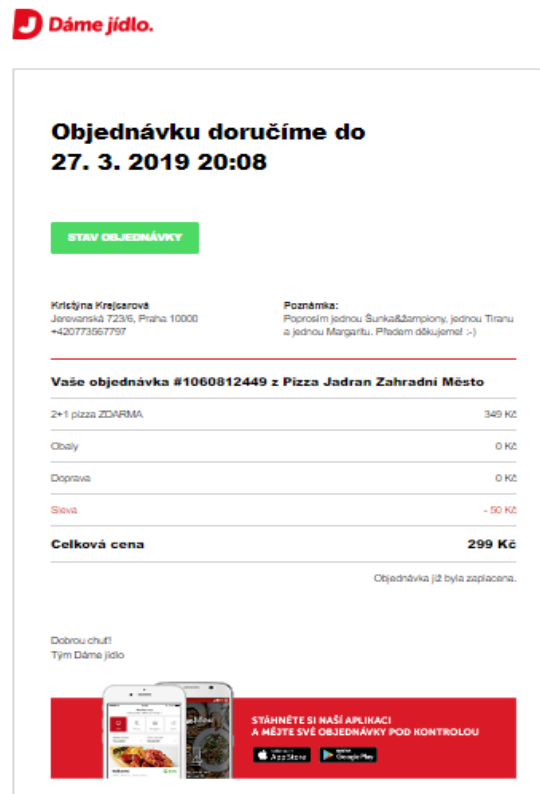 Dáme jídlo.
Objednávku doručíme do
27. 3. 2019 20:08
STAV OBJEDNÁVKY
Kristýna Krejsarová
Jerevanská 723/6, Praha 10000
+420773567797
Poznámka:
Poprosím jednou Šunka&žampiony, jednou Tiranu
a jednou Margaritu. Předem děkujeme! :-)
Vaše objednávka #1060812449 z Pizza Jadran Zahradní Město
2+1 pizza ZDARMA 349 Kč
Obaly 0 Kč
Doprava 0 Kč
Sleva - 50 Kč
Celková cena 299 Kč
Objednávka již byla zaplacena.
Dobrou chuť!
Tým Dáme jídlo
STÁHNĚTE SI NAŠÍ APLIKACI
A MĚJTE SVÉ OBJEDNÁVKY POD KONTROLOU
App Store Google Play